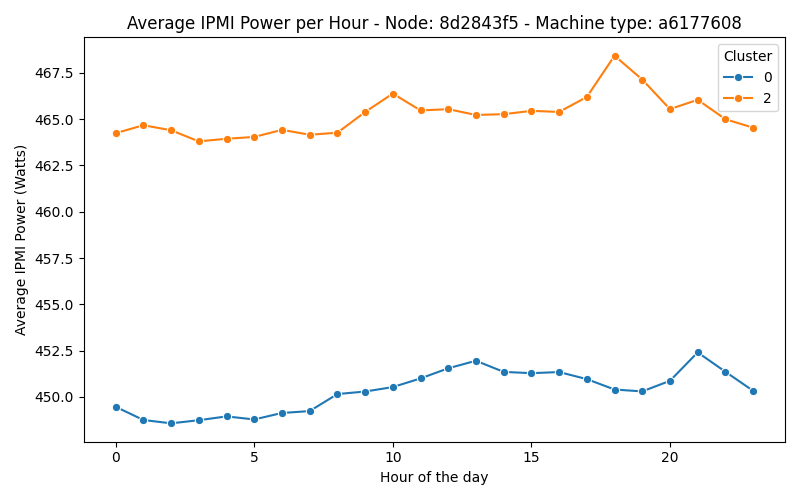 Average IPMI Power per Hour - Node: 8d2843f5 - Machine type: a6177608
Cluster
0
2
467.5
465.0
462.5
460.0
457.5
455.0
452.5
450.0
Average IPMI Power (Watts)
0 5 10 15 20
Hour of the day